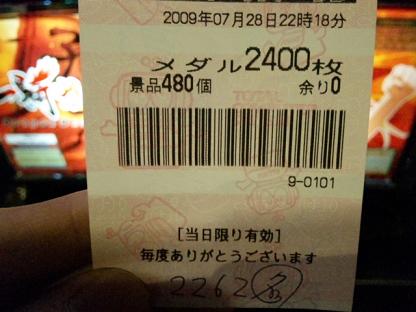 2009年07月28日22時18分
メダル2400枚
景品480個 余り0
9-0101
[当日限り有効]
毎度ありがとうございます
2262